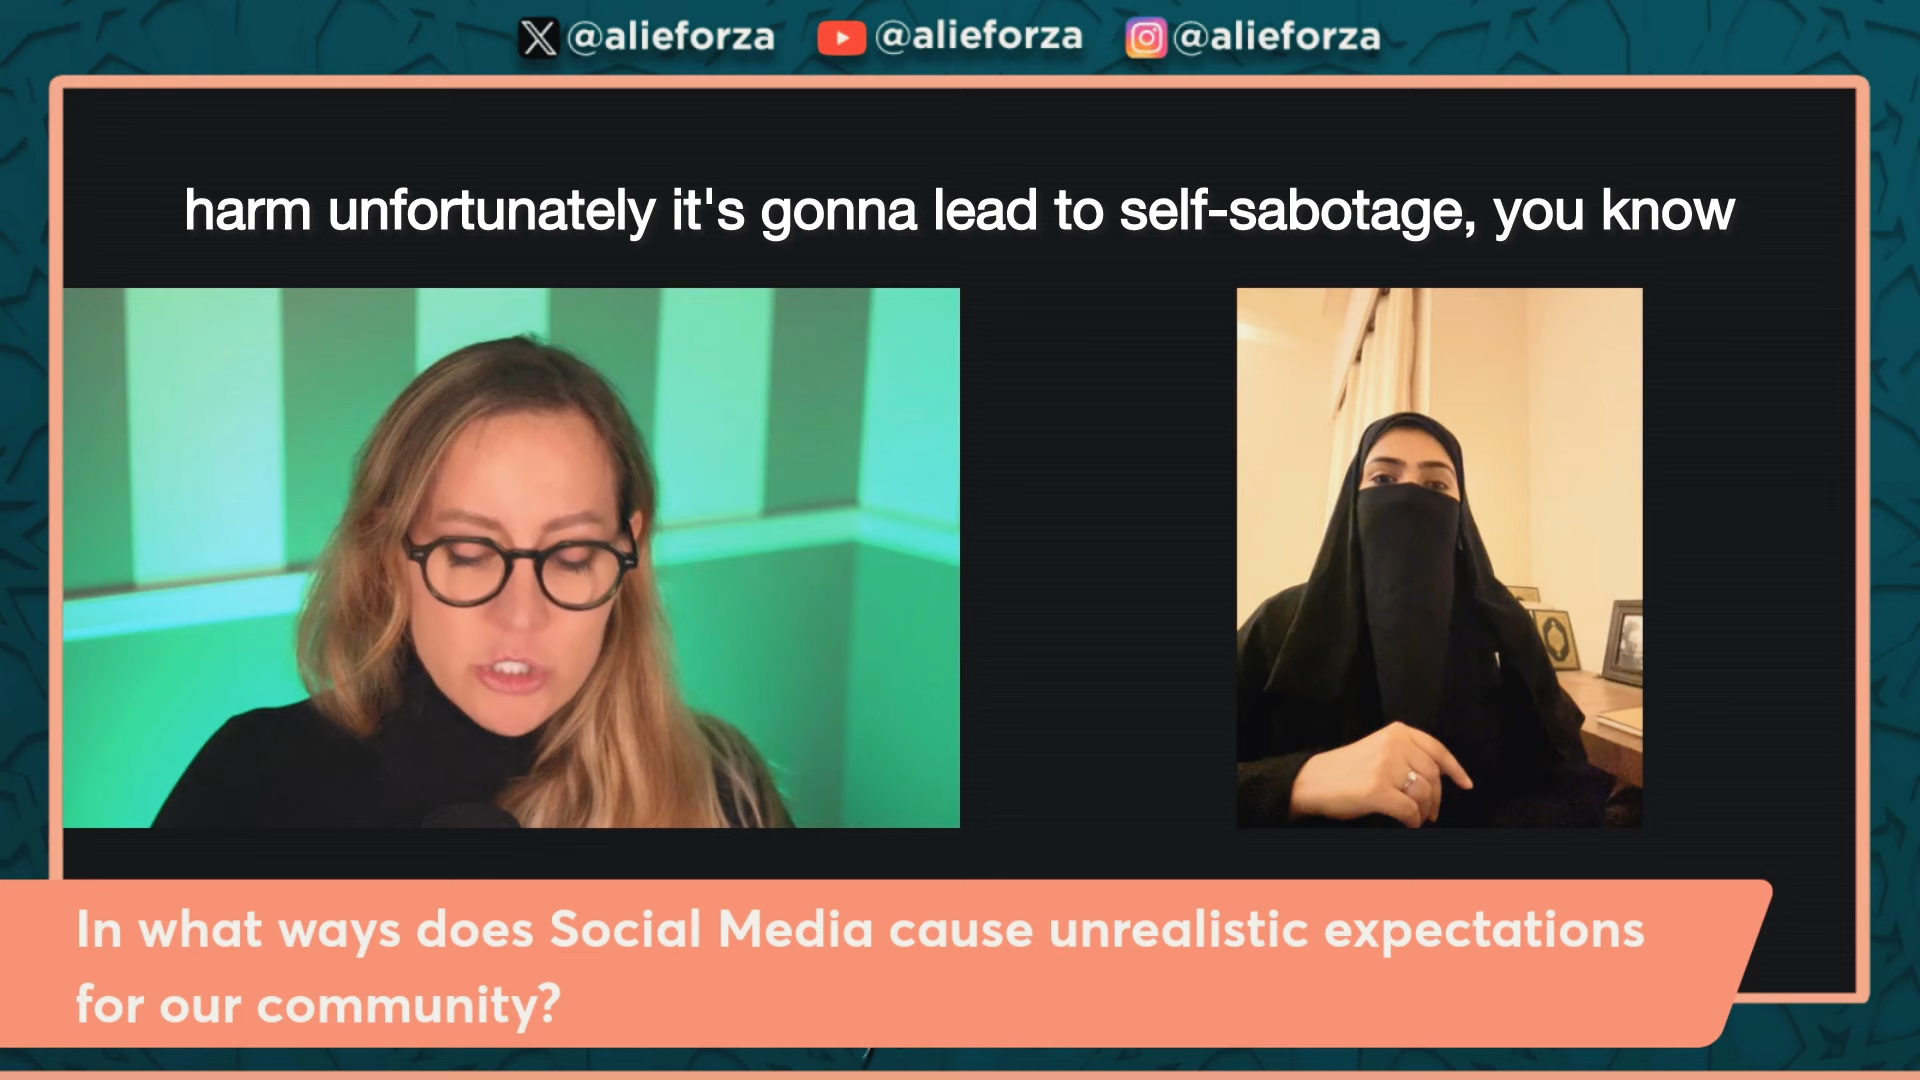 @alieforza @alieforza @alieforza
harm unfortunately it's gonna lead to self-sabotage, you know
In what ways does Social Media cause unrealistic expectations
for our community?